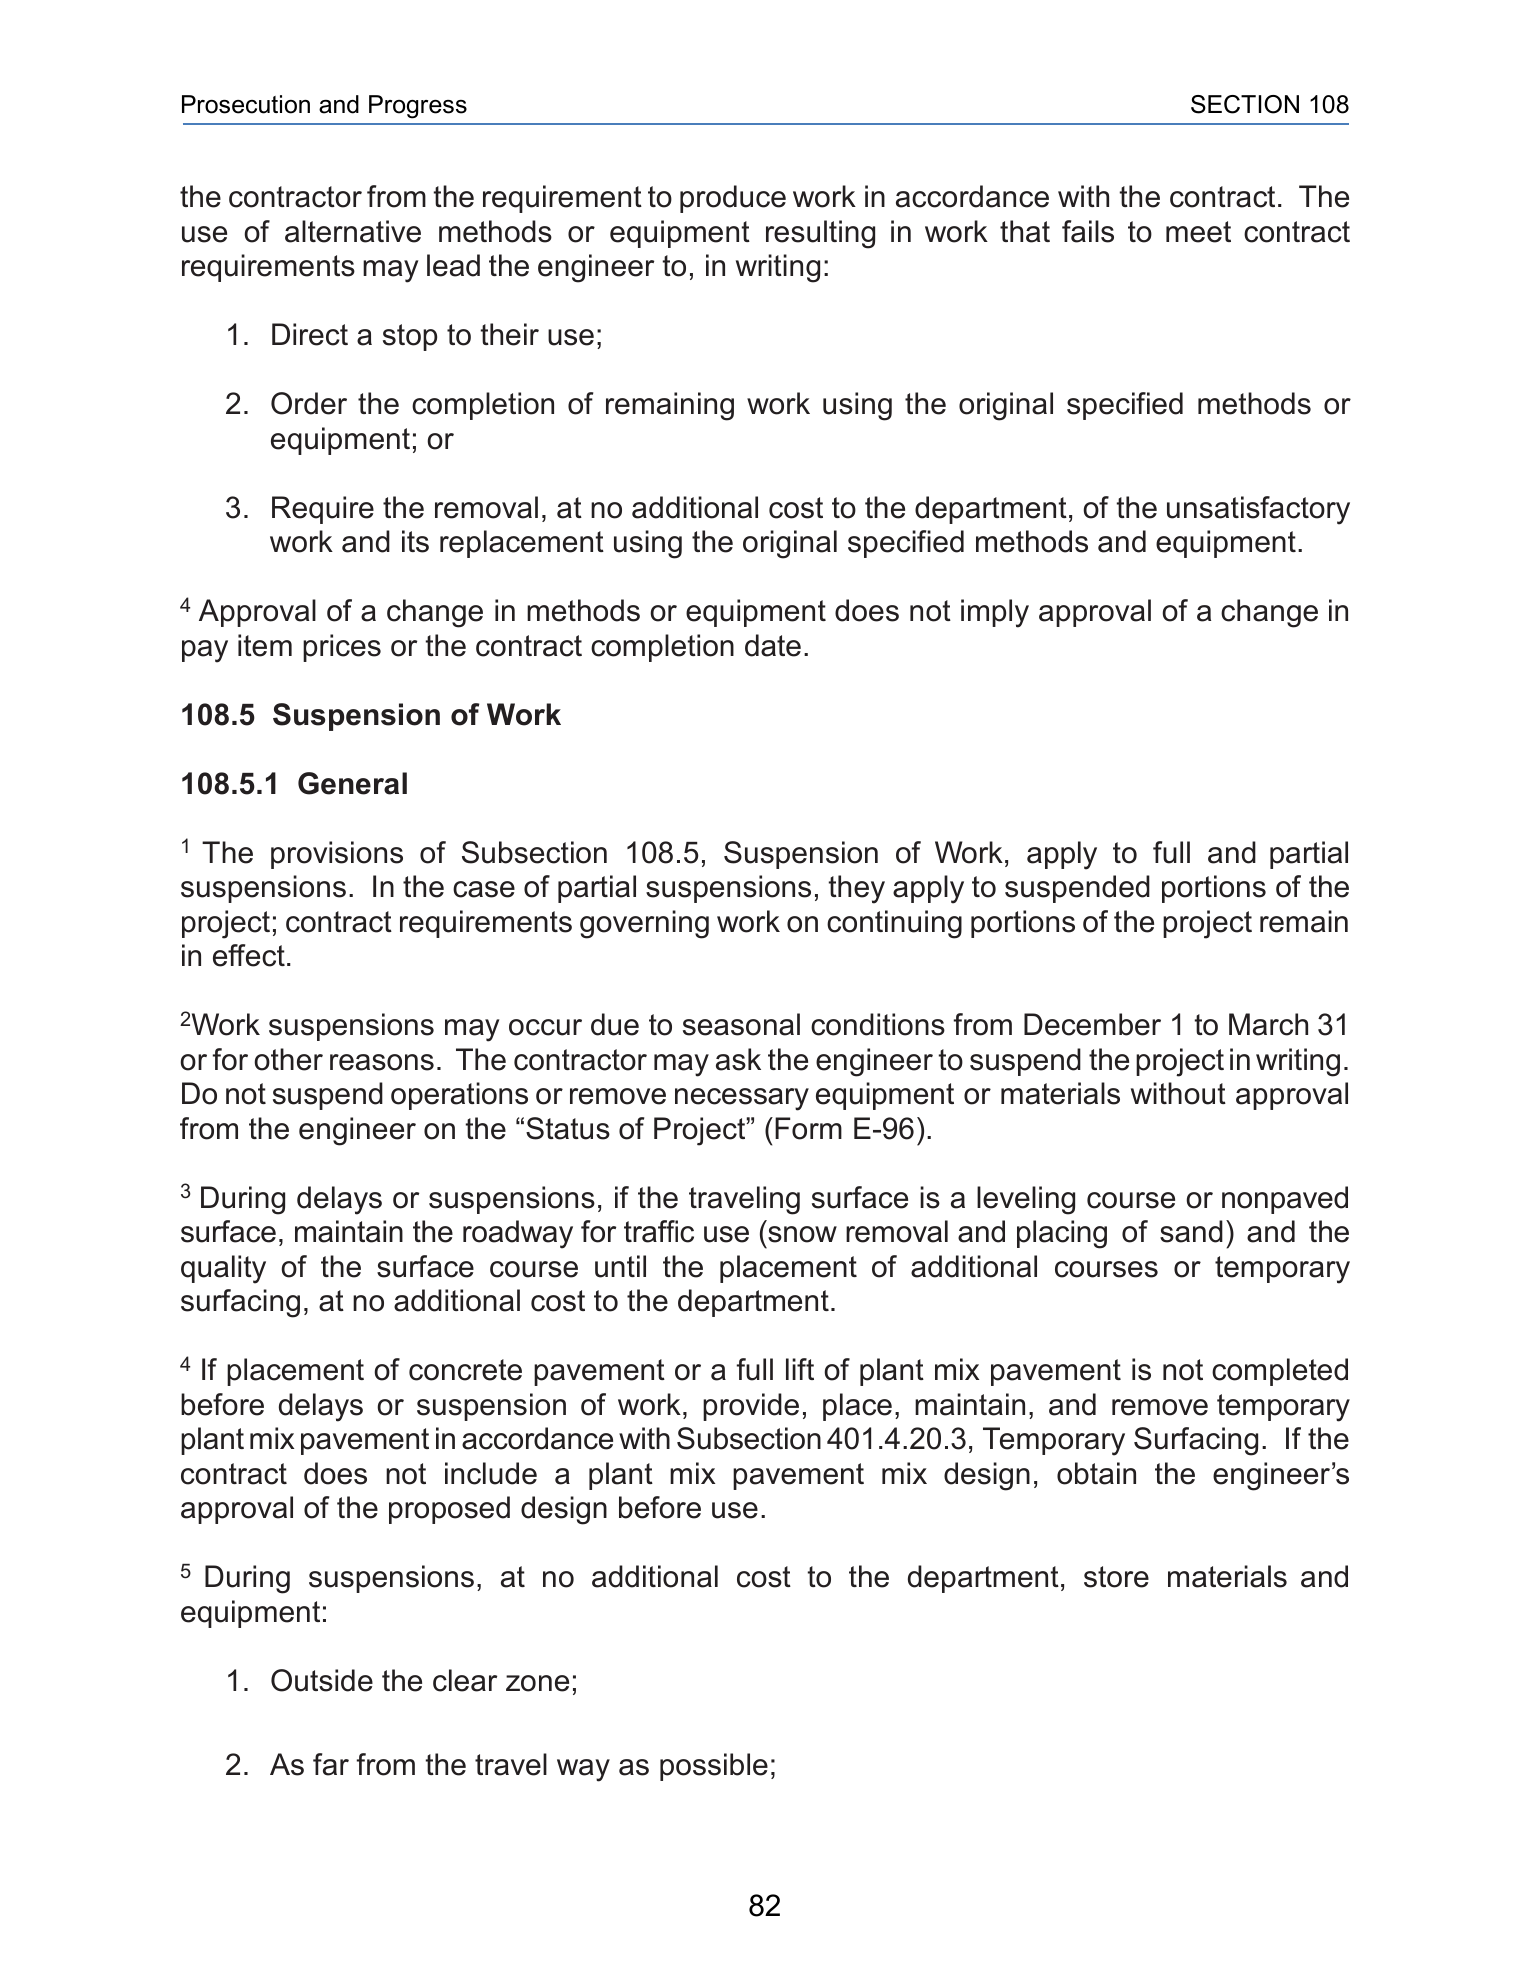 Prosecution and Progress SECTION 108
the contractor from the requirement to produce work in accordance with the contract. The
use of alternative methods or equipment resulting in work that fails to meet contract
requirements may lead the engineer to, in writing:
1. Direct a stop to their use;
2. Order the completion of remaining work using the original specified methods or
equipment; or
3. Require the removal, at no additional cost to the department, of the unsatisfactory
work and its replacement using the original specified methods and equipment.
4 Approval of a change in methods or equipment does not imply approval of a change in
pay item prices or the contract completion date.
108.5 Suspension of Work
108.5.1 General
1 The provisions of Subsection 108.5, Suspension of Work, apply to full and partial
suspensions. In the case of partial suspensions, they apply to suspended portions of the
project; contract requirements governing work on continuing portions of the project remain
in effect.
2Work suspensions may occur due to seasonal conditions from December 1 to March 31
or for other reasons. The contractor may ask the engineer to suspend the project in writing.
Do not suspend operations or remove necessary equipment or materials without approval
from the engineer on the “Status of Project” (Form E-96).
3 During delays or suspensions, if the traveling surface is a leveling course or nonpaved
surface, maintain the roadway for traffic use (snow removal and placing of sand) and the
quality of the surface course until the placement of additional courses or temporary
surfacing, at no additional cost to the department.
4 If placement of concrete pavement or a full lift of plant mix pavement is not completed
before delays or suspension of work, provide, place, maintain, and remove temporary
plant mix pavement in accordance with Subsection 401.4.20.3, Temporary Surfacing. If the
contract does not include a plant mix pavement mix design, obtain the engineer’s
approval of the proposed design before use.
5 During suspensions, at no additional cost to the department, store materials and
equipment:
1. Outside the clear zone;
2. As far from the travel way as possible;
82